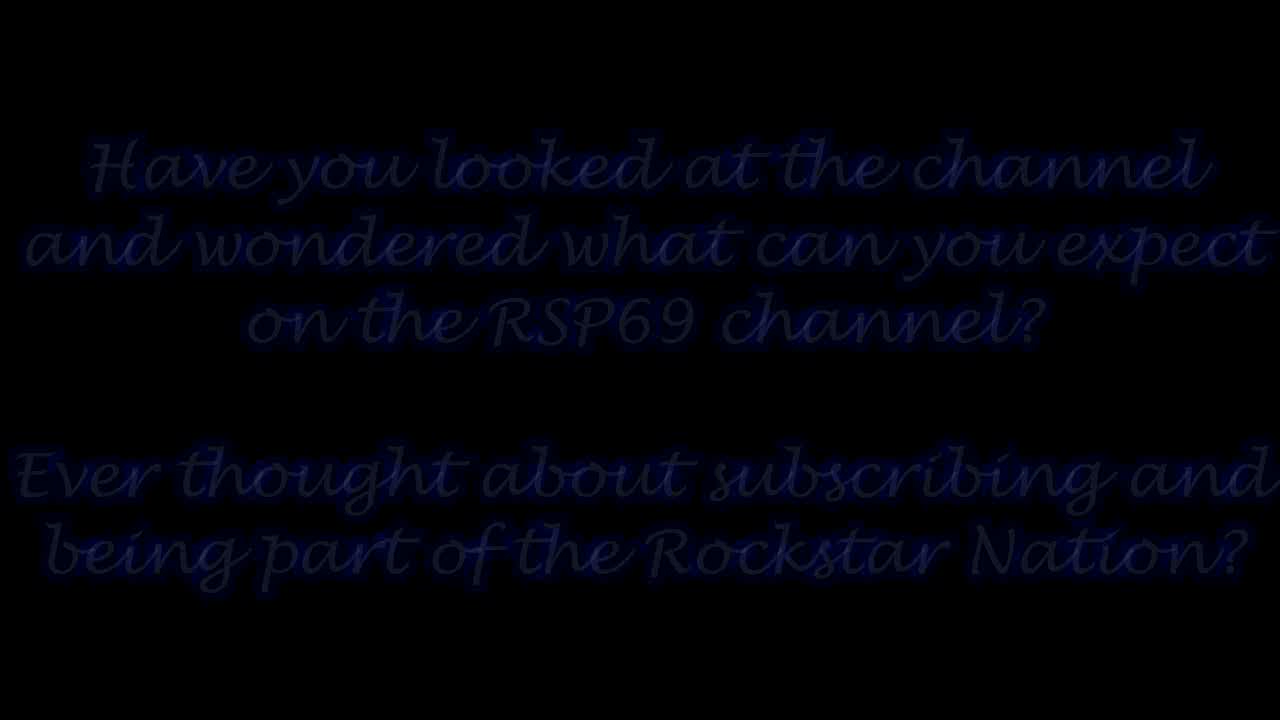 Have you looked at the channel
and wondered what can you expect
on the RSP69 channel?
Ever thought about subscribing and
being part of the Rockstar Nation?